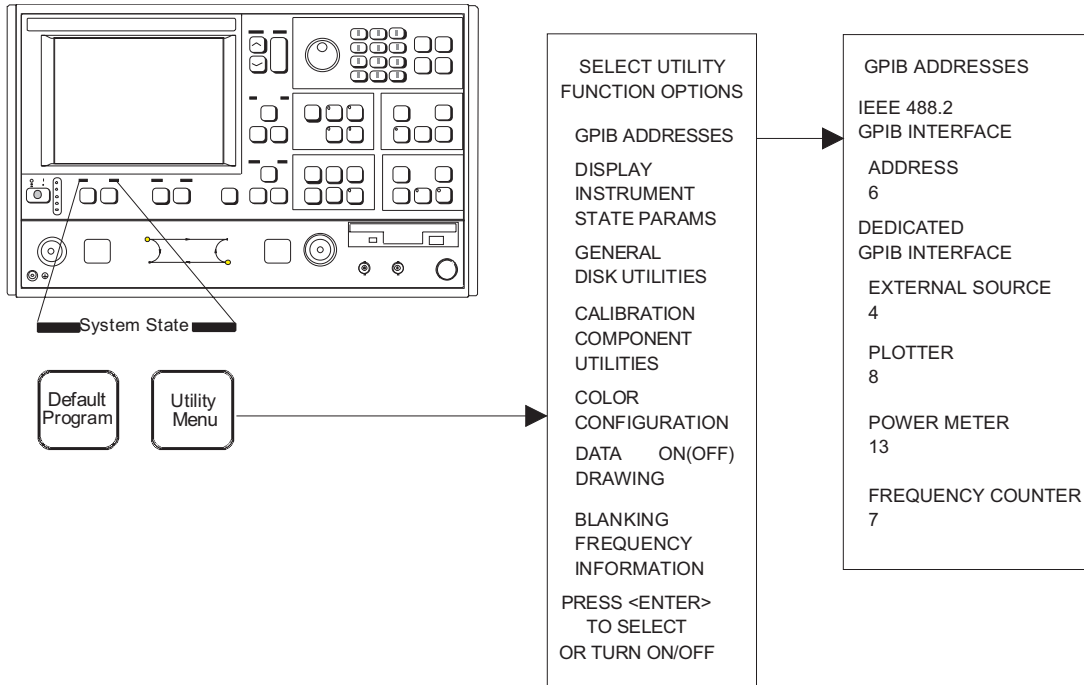 System State
Default
Program
Utility
Menu
SELECT UTILITY
FUNCTION OPTIONS
GPIB ADDRESSES
DISPLAY
INSTRUMENT
STATE PARAMS
GENERAL
DISK UTILITIES
CALIBRATION
COMPONENT
UTILITIES
COLOR
CONFIGURATION
DATA ON(OFF)
DRAWING
BLANKING
FREQUENCY
INFORMATION
PRESS <ENTER>
TO SELECT
OR TURN ON/OFF
GPIB ADDRESSES
IEEE 488.2
GPIB INTERFACE
ADDRESS
6
DEDICATED
GPIB INTERFACE
EXTERNAL SOURCE
4
PLOTTER
8
POWER METER
13
FREQUENCY COUNTER
7